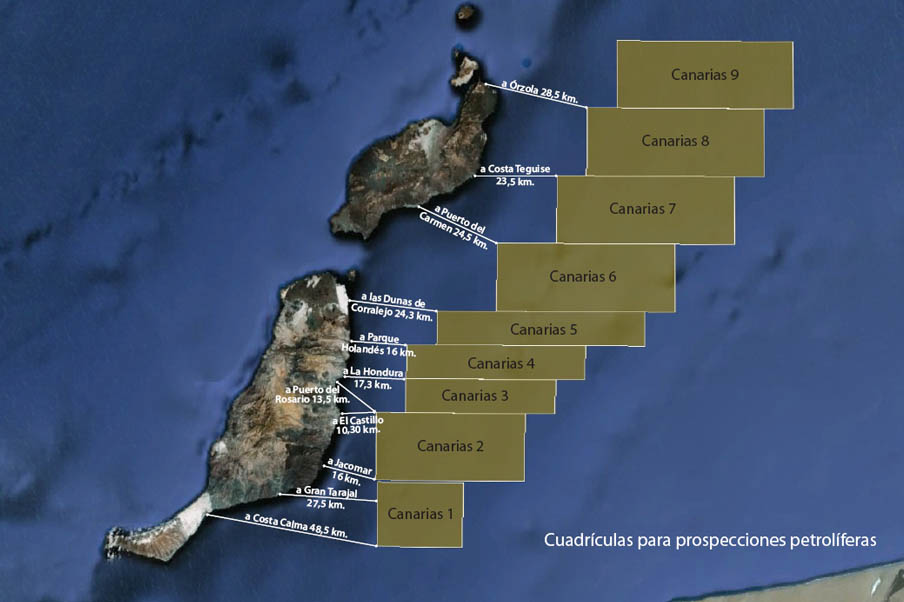 Canarias 9
a Órzola 28,5 km.
Canarias 8
a Costa Teguise
23,5 km.
Canarias 7
a Puerto del
Carmen 24,5 km.
Canarias 6
a las Dunas de
Corralejo 24,3 km.
Canarias 5
a Parque
Holandés 16 km.
Canarias 4
a La Hondura
17,3 km.
a Puerto del
Rosario 13,5 km.
Canarias 3
a El Castillo
10,30 km.
Canarias 2
a Jacomar
16 km.
a Gran Tarajal
27,5 km.
Canarias 1
a Costa Calma 48,5 km.
Cuadrículas para prospecciones petrolíferas